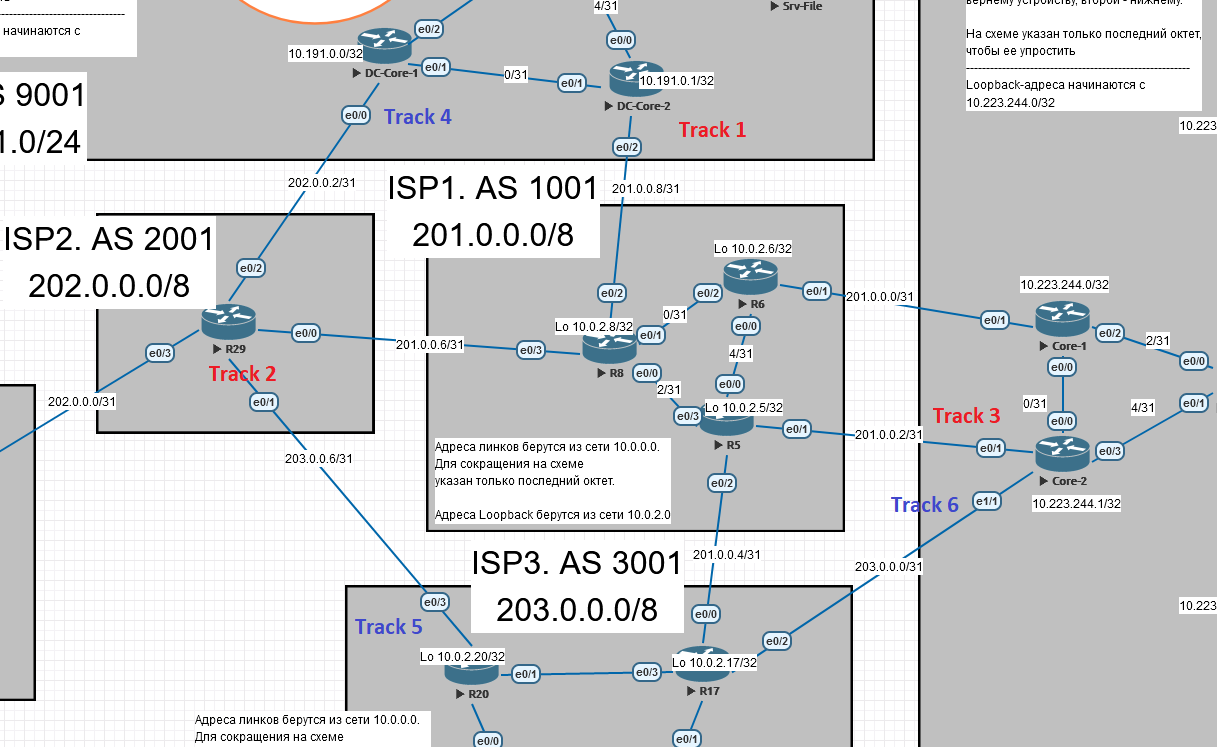 начинаются с
S 9001
1.0/24
e0/2
4/31
e0/0
Srv-File
10.191.0.0/32
DC-Core-1
e0/1
0/31
e0/1
10.191.0.1/32
DC-Core-2
e0/0
Track 4
Track 1
e0/2
202.0.0.2/31
201.0.0.8/31
ISP1. AS 1001
201.0.0.0/8
ISP2. AS 2001
202.0.0.0/8
e0/2
R29
e0/0
e0/3
Track 2
e0/1
202.0.0.0/31
203.0.0.6/31
201.0.0.6/31
e0/3
e0/2
Lo 10.0.2.8/32
R8
e0/1
0/31
e0/2
Lo 10.0.2.6/32
R6
e0/1
201.0.0.0/31
e0/0
4/31
e0/0
e0/0
2/31
e0/3
Lo 10.0.2.5/32
R5
e0/1
201.0.0.2/31
e0/2
Адреса линков берутся из сети 10.0.0.0.
Для сокращения на схеме
указан только последний октет.
Адреса Loopback берутся из сети 10.0.2.0
вернему устройству, второй - нижнему.
На схеме указан только последний октет,
чтобы ее упростить
Loopback-адреса начинаются с
10.223.244.0/32
10.223
10.223.244.0/32
e0/1
Core-1
e0/2
2/31
e0/0
e0/0
0/31
4/31
e0/1
Track 3
e0/0
e0/1
Core-2
e0/3
Track 6
e1/1
10.223.244.1/32
203.0.0.0/31
10.223
ISP3. AS 3001
203.0.0.0/8
201.0.0.4/31
e0/3
e0/0
Track 5
e0/2
Lo 10.0.2.20/32
R20
e0/1
e0/3
Lo 10.0.2.17/32
R17
Адреса линков берутся из сети 10.0.0.0.
Для сокращения на схеме
e0/0
e0/1